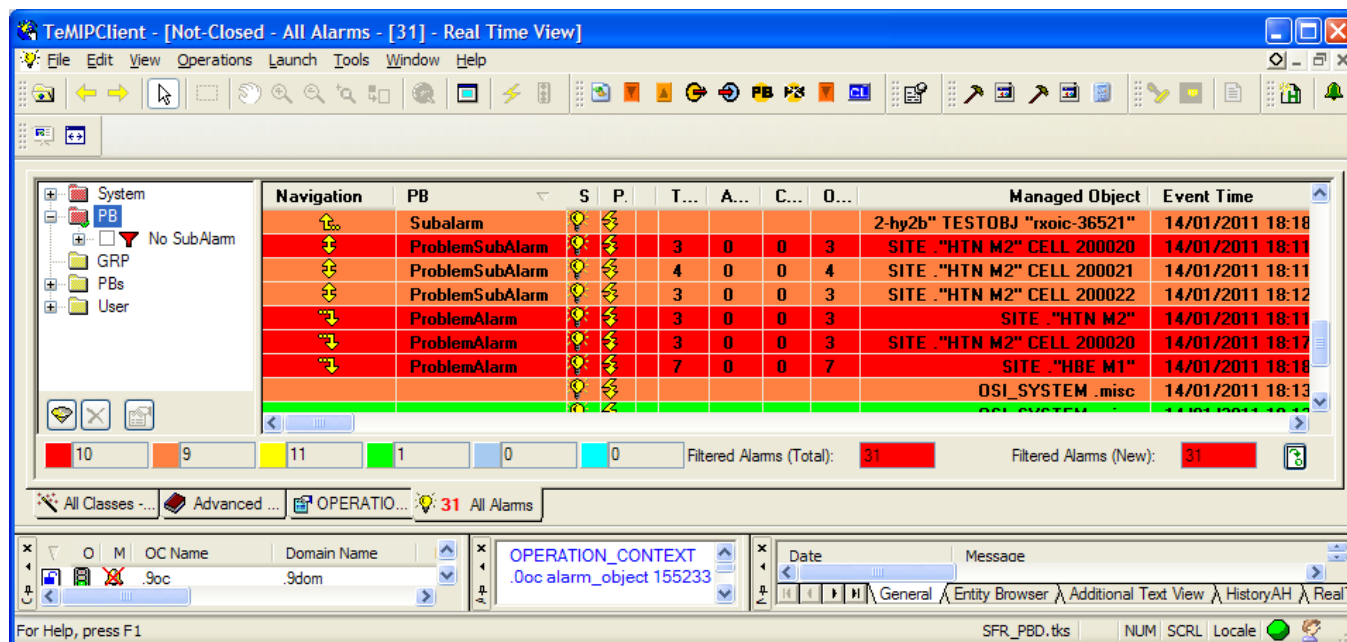 TeMIPClient - [Not-Closed - All Alarms - [31] - Real Time View]
File Edit View Operations Launch Tools Window Help
PB
CL
System
PB
No SubAlarm
GRP
PBs
User
Navigation PB S P. T... A... C... O... Managed Object Event Time
Subalarm 2-hy2b" TESTOBJ "rxoic-36521" 14/01/2011 18:18
ProblemSubAlarm 3 0 0 3 SITE ."HTN M2" CELL 200020 14/01/2011 18:11
ProblemSubAlarm 4 0 0 4 SITE ."HTN M2" CELL 200021 14/01/2011 18:11
ProblemSubAlarm 3 0 0 3 SITE ."HTN M2" CELL 200022 14/01/2011 18:12
ProblemAlarm 3 0 0 3 SITE ."HTN M2" 14/01/2011 18:11
ProblemAlarm 3 0 0 3 SITE ."HTN M2" CELL 200020 14/01/2011 18:17
ProblemAlarm 7 0 0 7 SITE ."HBE M1" 14/01/2011 18:18
OSI_SYSTEM .misc 14/01/2011 18:13
10 9 11 1 0 0 Filtered Alarms (Total): 31 Filtered Alarms (New): 31
All Classes -... Advanced ... OPERATIO... 31 All Alarms
O M OC Name Domain Name
.9oc .9dom
OPERATION_CONTEXT
.0oc alarm_object 155233
Date Message
General Entity Browser Additional Text View HistoryAH Real
For Help, press F1 SFR_PBD.tks NUM SCRL Locale